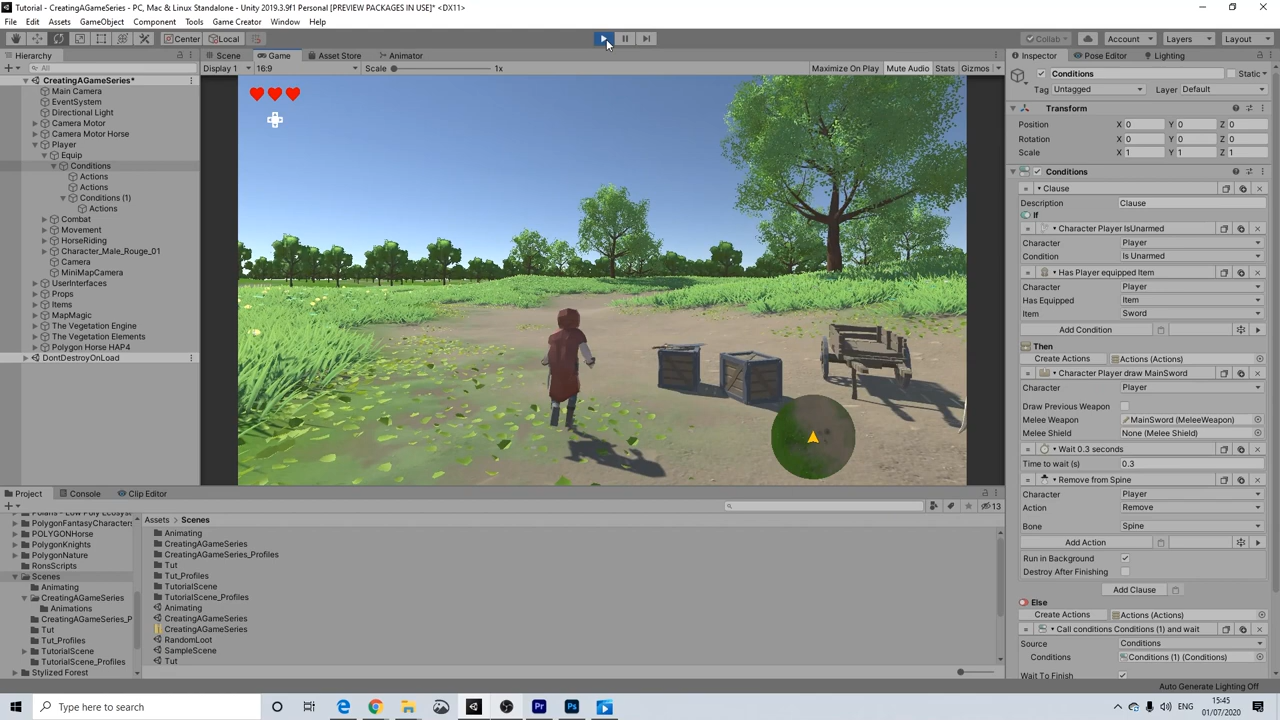 Tutorial - CreatingAGameSeries - PC, Mac & Linux Standalone - Unity 2019.3.9f1 Personal [PREVIEW PACKAGES IN USE]* <DX11>
File Edit Assets GameObject Component Tools Game Creator Window Help
Center Local Collab Account Layers Layout
Hierarchy Scene Game Asset Store Animator Inspector Pose Editor Lighting
All
Display 1 16:9 Scale 1x Maximize On Play Mute Audio Stats Gizmos
CreatingAGameSeries*
Main Camera
EventSystem
Directional Light
Camera Motor
Camera Motor Horse
Player
Equip
Conditions
Actions
Actions
Conditions (1)
Actions
Combat
Movement
HorseRiding
Character_Male_Rouge_01
Camera
MiniMapCamera
UserInterfaces
Props
Items
MapMagic
The Vegetation Engine
The Vegetation Elements
Polygon Horse HAP4
DontDestroyOnLoad
Conditions Static
Tag Untagged Layer Default
Transform
Position X 0 Y 0 Z 0
Rotation X 0 Y 0 Z 0
Scale X 1 Y 1 Z 1
Conditions
Clause
Description Clause
If
Character Player IsUnarmed
Character Player
Condition Is Unarmed
Has Player equipped Item
Character Player
Has Equipped Item
Item Sword
Add Condition
Then
Create Actions Actions (Actions)
Character Player draw MainSword
Character Player
Draw Previous Weapon
Melee Weapon MainSword (MeleeWeapon)
Melee Shield None (Melee Shield)
Wait 0.3 seconds
Time to wait (s) 0.3
Remove from Spine
Character Player
Action Remove
Bone Spine
Add Action
Run in Background
Destroy After Finishing
Add Clause
Else
Create Actions Actions (Actions)
Call conditions Conditions (1) and wait
Source Conditions
Conditions Conditions (1) (Conditions)
Wait To Finish
Auto Generate Lighting Off
Project Console Clip Editor
13
PolygonFantasyCharacters
POLYGONHorse
PolygonKnights
PolygonNature
RonsScripts
Scenes
Animating
CreatingAGameSeries
Animations
CreatingAGameSeries_P
Tut
Tut_Profiles
TutorialScene
TutorialScene_Profiles
Stylized Forest
Assets > Scenes
Animating
CreatingAGameSeries
CreatingAGameSeries_Profiles
Tut
Tut_Profiles
TutorialScene
TutorialScene_Profiles
Animating
CreatingAGameSeries
CreatingAGameSeries
RandomLoot
SampleScene
Tut
Type here to search
ENG
15:45
01/07/2020